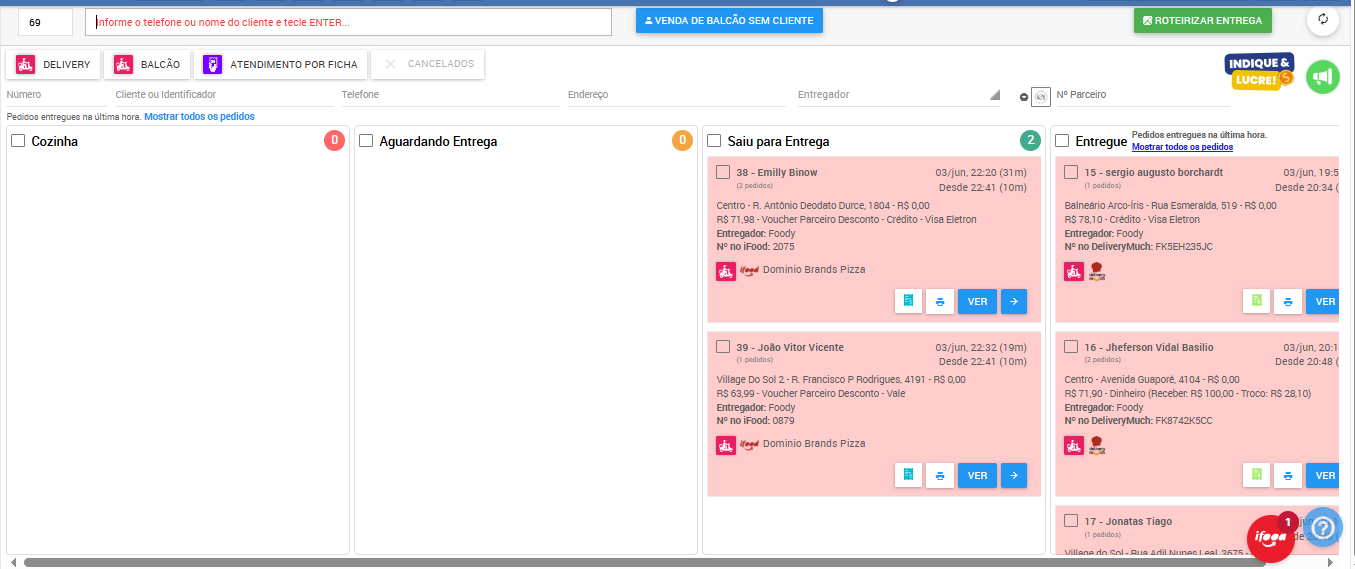 69
Informe o telefone ou nome do cliente e tecle ENTER...
VENDA DE BALCÃO SEM CLIENTE
ROTEIRIZAR ENTREGA
DELIVERY
BALCÃO
ATENDIMENTO POR FICHA
CANCELADOS
INDIQUE &
LUCRE!
Número
Cliente ou Identificador
Telefone
Endereço
Entregador
Nº Parceiro
Pedidos entregues na última hora. Mostrar todos os pedidos
Cozinha 0
Aguardando Entrega 0
Saiu para Entrega 2
38 - Emilly Binow 03/jun, 22:20 (31m)
(2 pedidos) Desde 22:41 (10m)
Centro - R. Antônio Deodato Durce, 1804 - R$ 0,00
R$ 71,98 - Voucher Parceiro Desconto - Crédito - Visa Eletron
Entregador: Foody
Nº no iFood: 2075
ifood Dominio Brands Pizza
VER
39 - João Vitor Vicente 03/jun, 22:32 (19m)
(1 pedidos) Desde 22:41 (10m)
Village Do Sol 2 - R. Francisco P Rodrigues, 4191 - R$ 0,00
R$ 63,99 - Voucher Parceiro Desconto - Vale
Entregador: Foody
Nº no iFood: 0879
ifood Dominio Brands Pizza
VER
Entregue
Pedidos entregues na última hora.
Mostrar todos os pedidos
15 - sergio augusto borchardt 03/jun, 19:5
(1 pedidos) Desde 20:34 (
Balneário Arco-Íris - Rua Esmeralda, 519 - R$ 0,00
R$ 78,10 - Crédito - Visa Eletron
Entregador: Foody
Nº no DeliveryMuch: FK5EH235JC
VER
16 - Jheferson Vidal Basilio 03/jun, 20:1
(2 pedidos) Desde 20:48 (
Centro - Avenida Guaporé, 4104 - R$ 0,00
R$ 71,90 - Dinheiro (Receber: R$ 100,00 - Troco: R$ 28,10)
Entregador: Foody
Nº no DeliveryMuch: FK8742K5CC
VER
17 - Jonatas Tiago
(1 pedidos)
Village do Sol - Rua Adil Nunes Leal, 3675 -
ifood
1